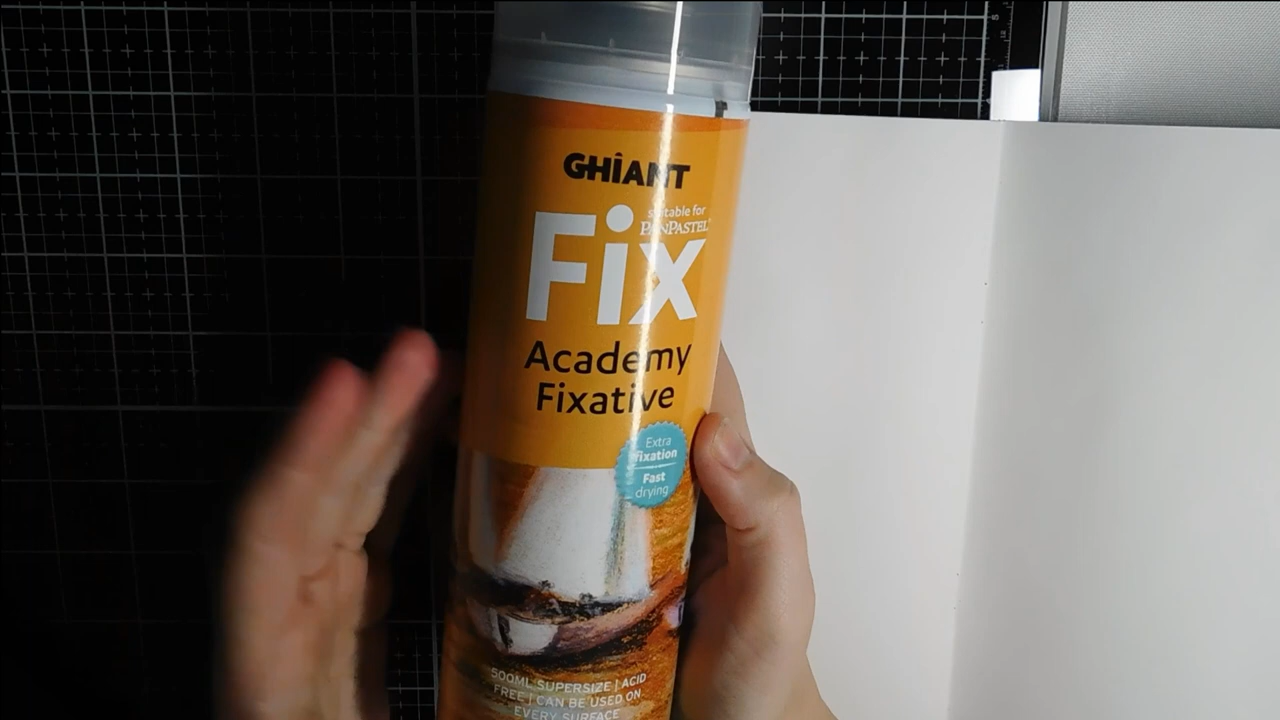 GHIANT
suitable for
PANPASTEL
Fix
Academy
Fixative
Extra
fixation
Fast
drying
500ML SUPERSIZE | ACID
FREE | CAN BE USED ON
EVERY SURFACE